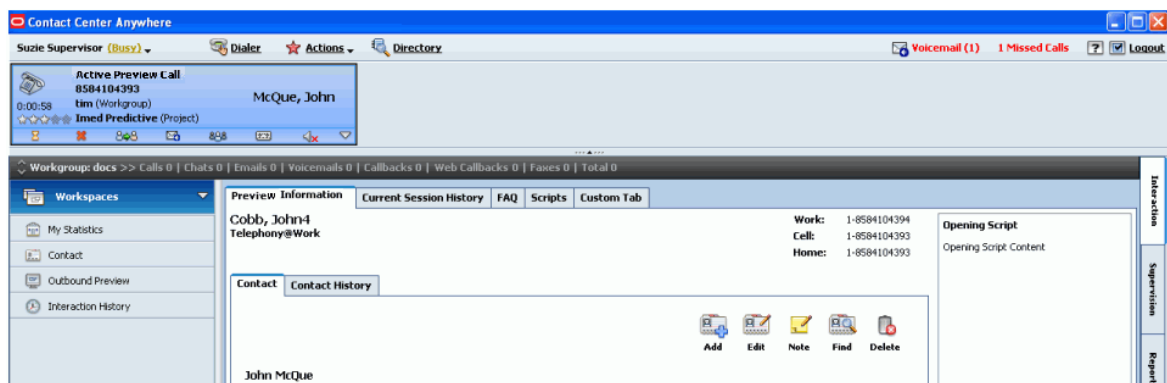 Contact Center Anywhere
Suzie Supervisor (Busy) Dialer Actions Directory Voicemail (1) 1 Missed Calls ? Logout
Active Preview Call
8584104393
0:00:58 tim (Workgroup) McQue, John
Imed Predictive (Project)
Workgroup: docs >> Calls 0 | Chats 0 | Emails 0 | Voicemails 0 | Callbacks 0 | Web Callbacks 0 | Faxes 0 | Total 0
Workspaces
My Statistics
Contact
Outbound Preview
Interaction History
Preview Information Current Session History FAQ Scripts Custom Tab
Cobb, John4
Telephony@Work
Work: 1-8584104394
Cell: 1-8584104393
Home: 1-8584104393
Opening Script
Opening Script Content
Contact Contact History
Add Edit Note Find Delete
John McQue
Interaction
Supervision
Report